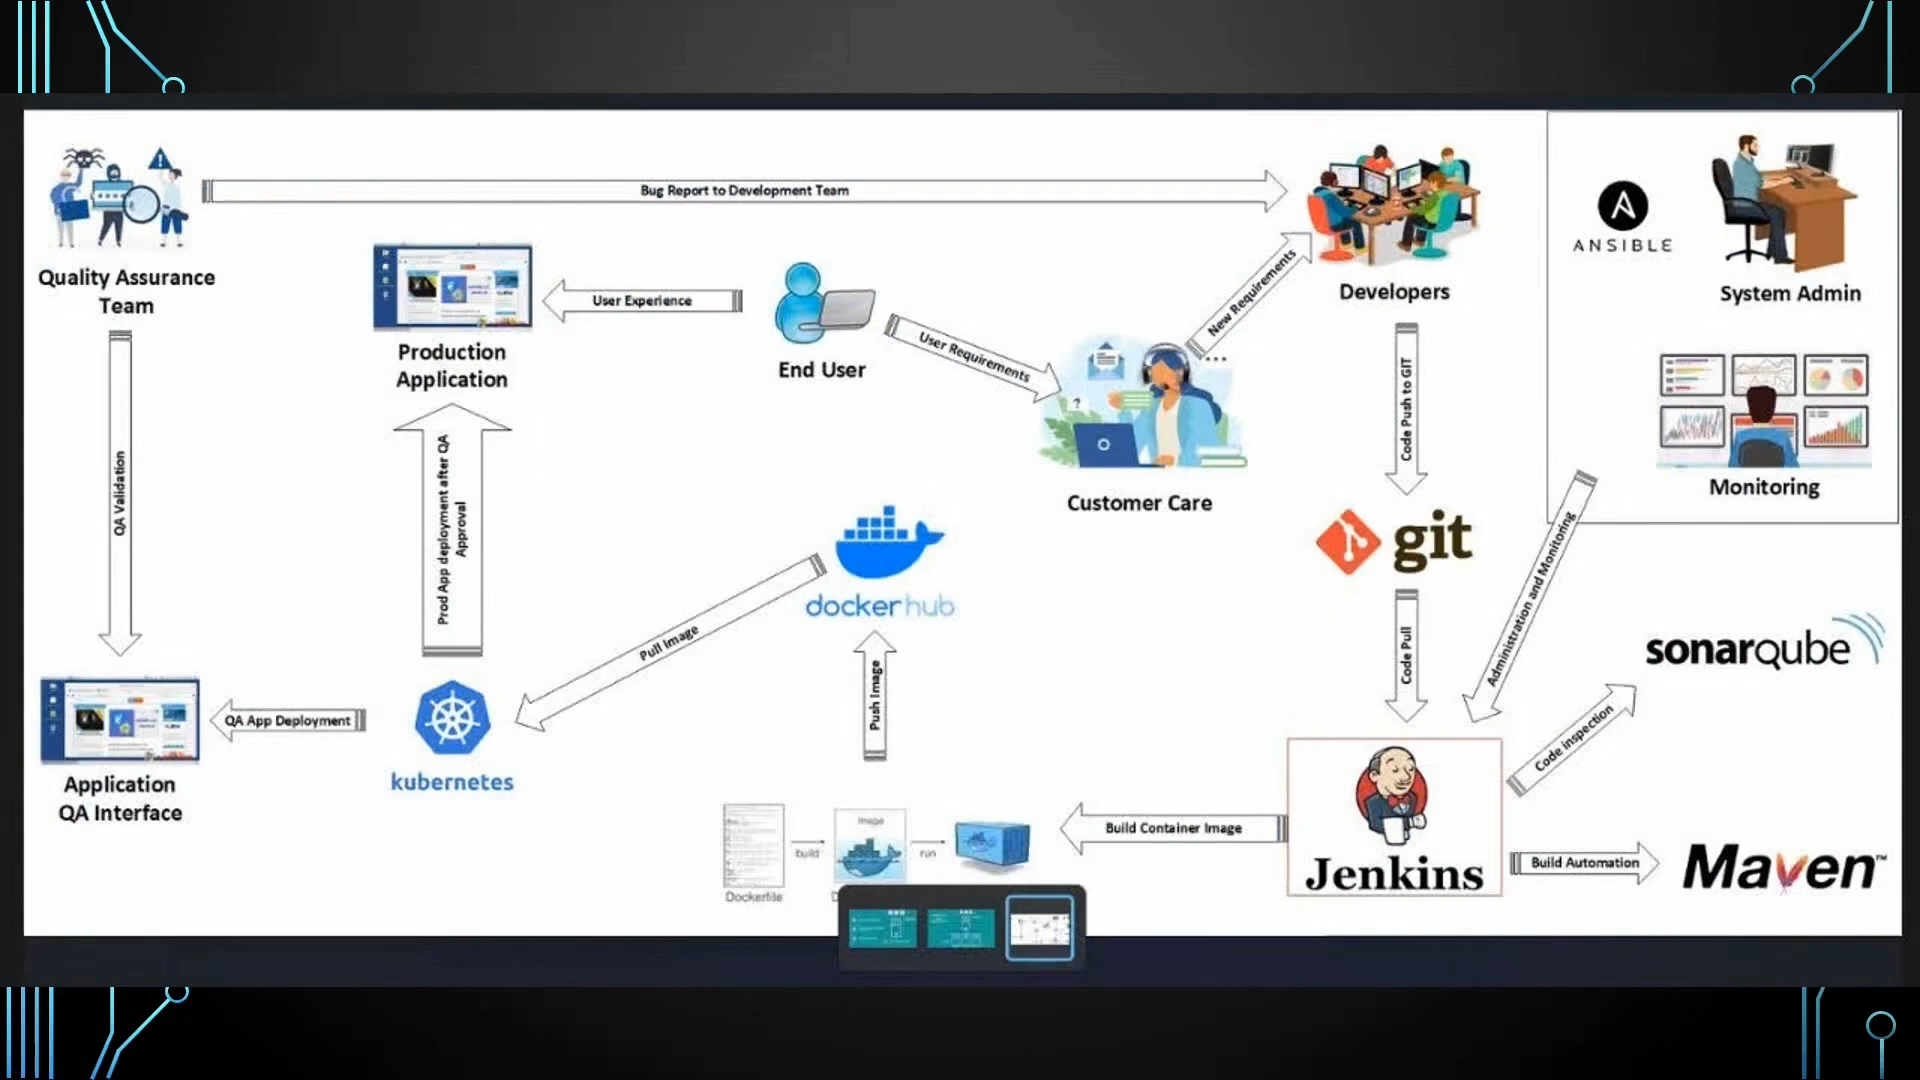 Bug Report to Development Team
Quality Assurance
Team
Developers
ANSIBLE
System Admin
User Experience
Production
Application
End User
User Requirements
New Requirements
Customer Care
Code Push to GIT
Monitoring
QA Validation
Prod App deployment after QA
Approval
dockerhub
Pull Image
Push Image
git
Code Pull
Administration and Monitoring
sonarqube
Code inspection
QA App Deployment
kubernetes
Application
QA Interface
Image
build
run
Dockerfile
Build Container Image
Jenkins
Build Automation
Maven™